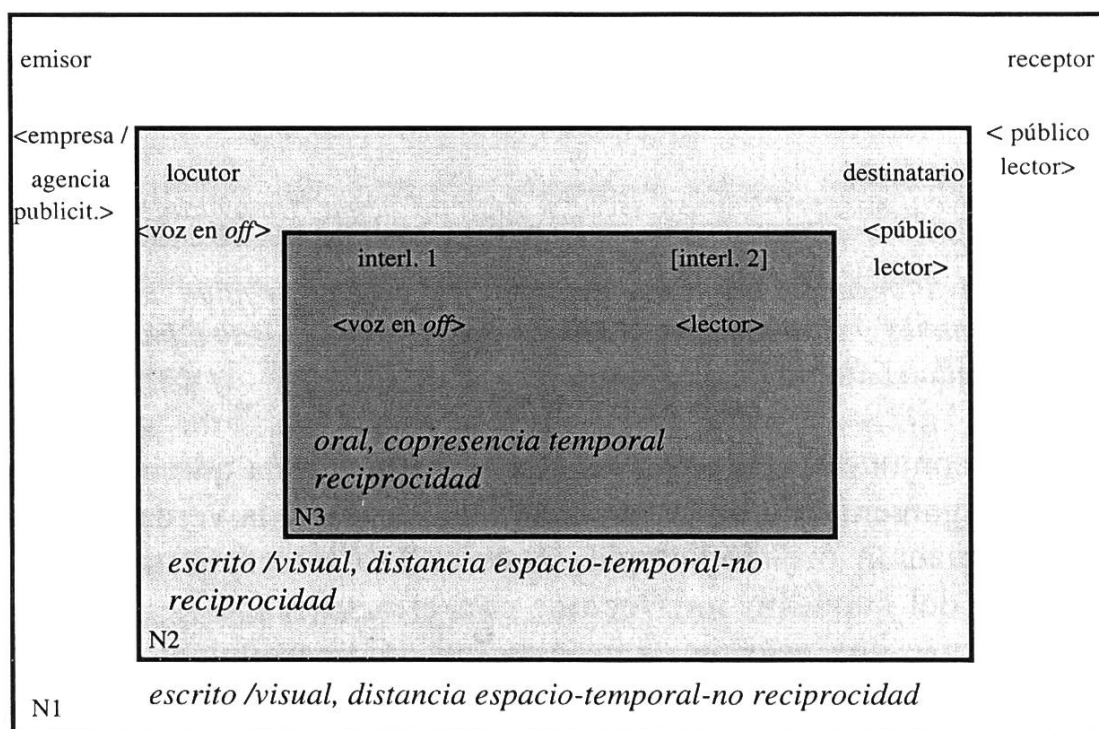 emisor receptor
<empresa / < público
agencia lector>
publicit.>
locutor destinatario
<voz en off> <público
lector>
interl. 1 [interl. 2]
<voz en off> <lector>
oral, copresencia temporal
reciprocidad
N3
escrito /visual, distancia espacio-temporal-no
reciprocidad
N2
escrito /visual, distancia espacio-temporal-no reciprocidad
N1